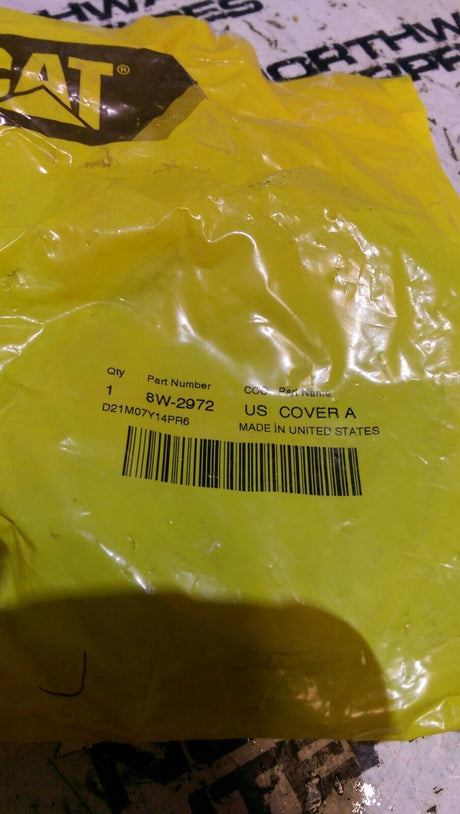 CAT®
Qty Part Number COO Part Name
1 8W-2972 US COVER A
D21M07Y14PR6 MADE IN UNITED STATES